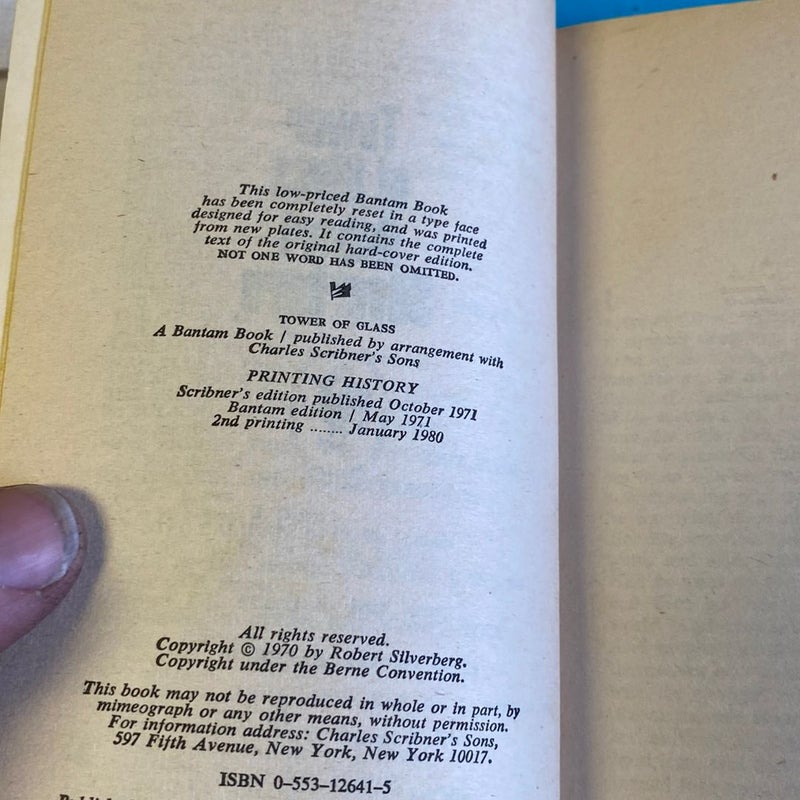 This low-priced Bantam Book
has been completely reset in a type face
designed for easy reading, and was printed
from new plates. It contains the complete
text of the original hard-cover edition.
NOT ONE WORD HAS BEEN OMITTED.
TOWER OF GLASS
A Bantam Book / published by arrangement with
Charles Scribner's Sons
PRINTING HISTORY
Scribner's edition published October 1971
Bantam edition / May 1971
2nd printing ........ January 1980
All rights reserved.
Copyright © 1970 by Robert Silverberg.
Copyright under the Berne Convention.
This book may not be reproduced in whole or in part, by
mimeograph or any other means, without permission.
For information address: Charles Scribner's Sons,
597 Fifth Avenue, New York, New York 10017.
ISBN 0-553-12641-5